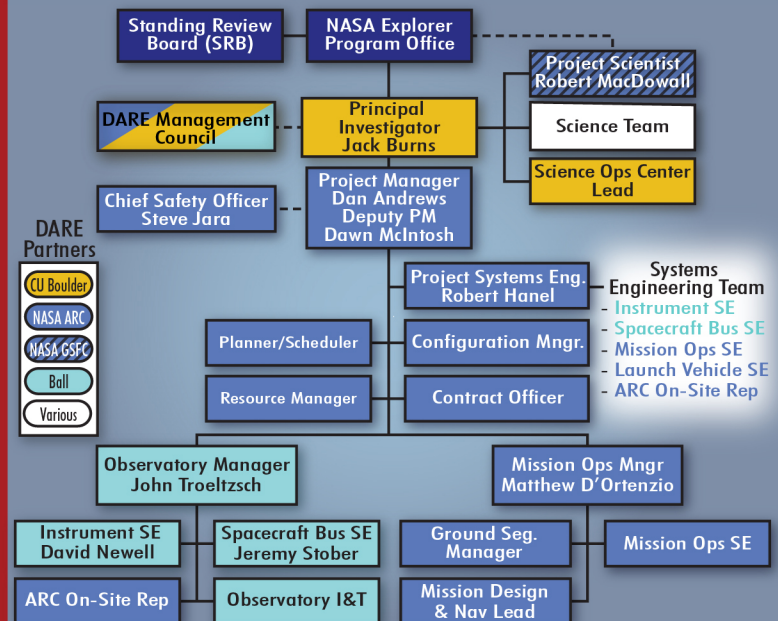 Standing Review
Board (SRB)
NASA Explorer
Program Office
Project Scientist
Robert MacDowall
DARE Management
Council
Principal
Investigator
Jack Burns
Science Team
Science Ops Center
Lead
Chief Safety Officer
Steve Jara
Project Manager
Dan Andrews
Deputy PM
Dawn McIntosh
DARE
Partners
CU Boulder
NASA ARC
NASA GSFC
Ball
Various
Project Systems Eng.
Robert Hanel
Systems
Engineering Team
- Instrument SE
- Spacecraft Bus SE
- Mission Ops SE
- Launch Vehicle SE
- ARC On-Site Rep
Planner/Scheduler
Configuration Mngr.
Resource Manager
Contract Officer
Observatory Manager
John Troeltzsch
Mission Ops Mngr
Matthew D'Ortenzio
Instrument SE
David Newell
Spacecraft Bus SE
Jeremy Stober
Ground Seg.
Manager
Mission Ops SE
ARC On-Site Rep
Observatory I&T
Mission Design
& Nav Lead